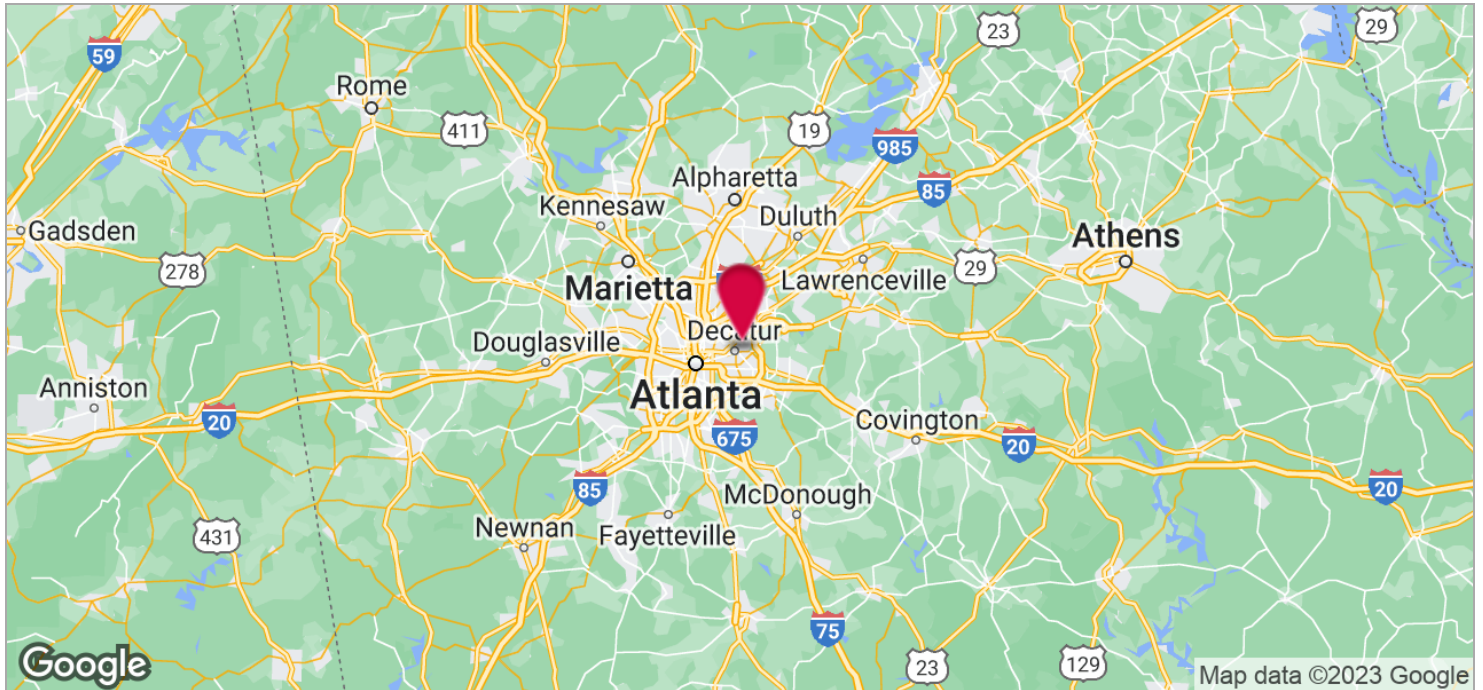 23
29
59
Rome
411
19
985
Alpharetta
85
Kennesaw
Duluth
Gadsden
Athens
278
29
Lawrenceville
Marietta
Decatur
Douglasville
Anniston
Atlanta
20
Covington
675
20
85
McDonough
20
431
Newnan
Fayetteville
75
23
129
Google
Map data ©2023 Google